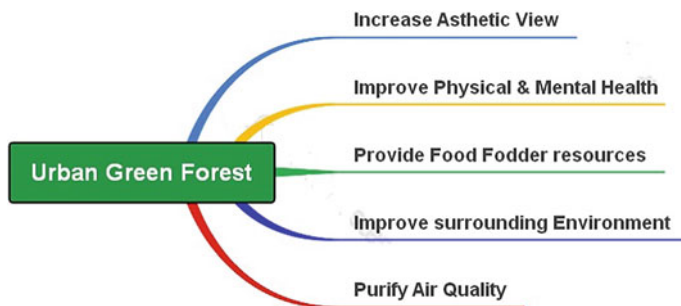 Increase Asthetic View
Improve Physical & Mental Health
Urban Green Forest
Provide Food Fodder resources
Improve surrounding Environment
Purify Air Quality